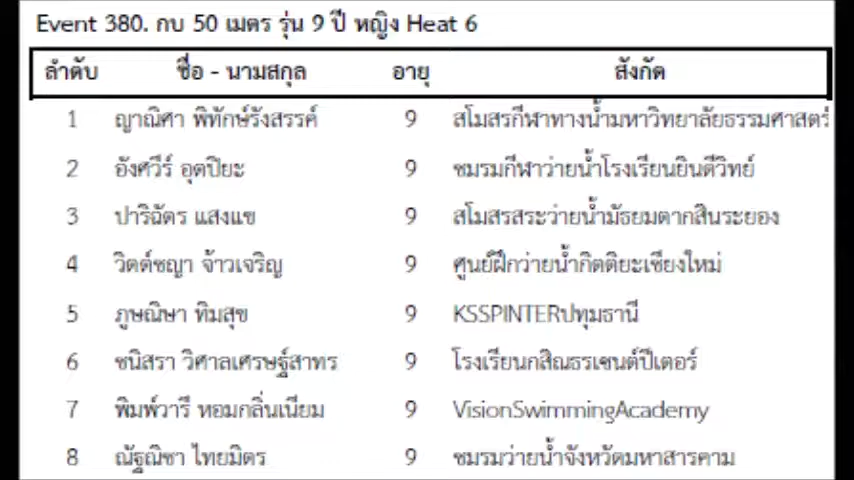 Event 380. กบ 50 เมตร รุ่น 9 ปี หญิง Heat 6
ลำดับ ชื่อ - นามสกุล อายุ สังกัด
1 ญาณิศา พิทักษ์รังสรรค์ 9 สโมสรกีฬาทางน้ำมหาวิทยาลัยธรรมศาสตร์
2 อังศวีร์ อุดปิยะ 9 ชมรมกีฬาว่ายน้ำโรงเรียนยินดีวิทย์
3 ปาริฉัตร แสงแข 9 สโมสรสระว่ายน้ำมัธยมตากสินระยอง
4 วิตต์ชญา จ้าวเจริญ 9 ศูนย์ฝึกว่ายน้ำกิตติยะเชียงใหม่
5 ภูษณิษา ทิมสุข 9 KSSPINTERปทุมธานี
6 ชนิสรา วิศาลเศรษฐ์สาทร 9 โรงเรียนกสิณธรเซนต์ปีเตอร์
7 พิมพ์วารี หอมกลิ่นเนียม 9 VisionSwimmingAcademy
8 ณัฐณิชา ไทยมิตร 9 ชมรมว่ายน้ำจังหวัดมหาสารคาม